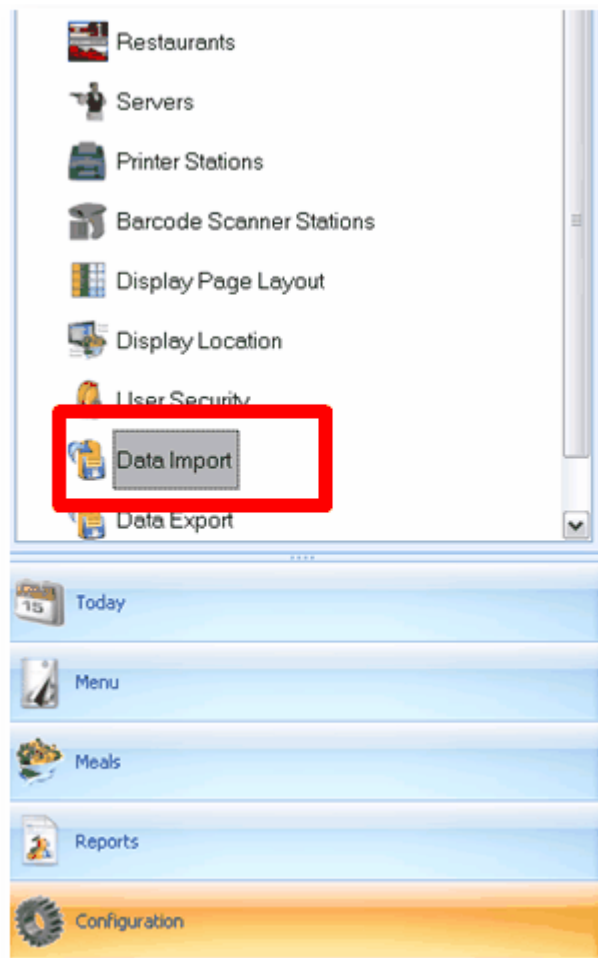 Restaurants
Servers
Printer Stations
Barcode Scanner Stations
Display Page Layout
Display Location
User Security
Data Import
Data Export
15
Today
Menu
Meals
Reports
Configuration